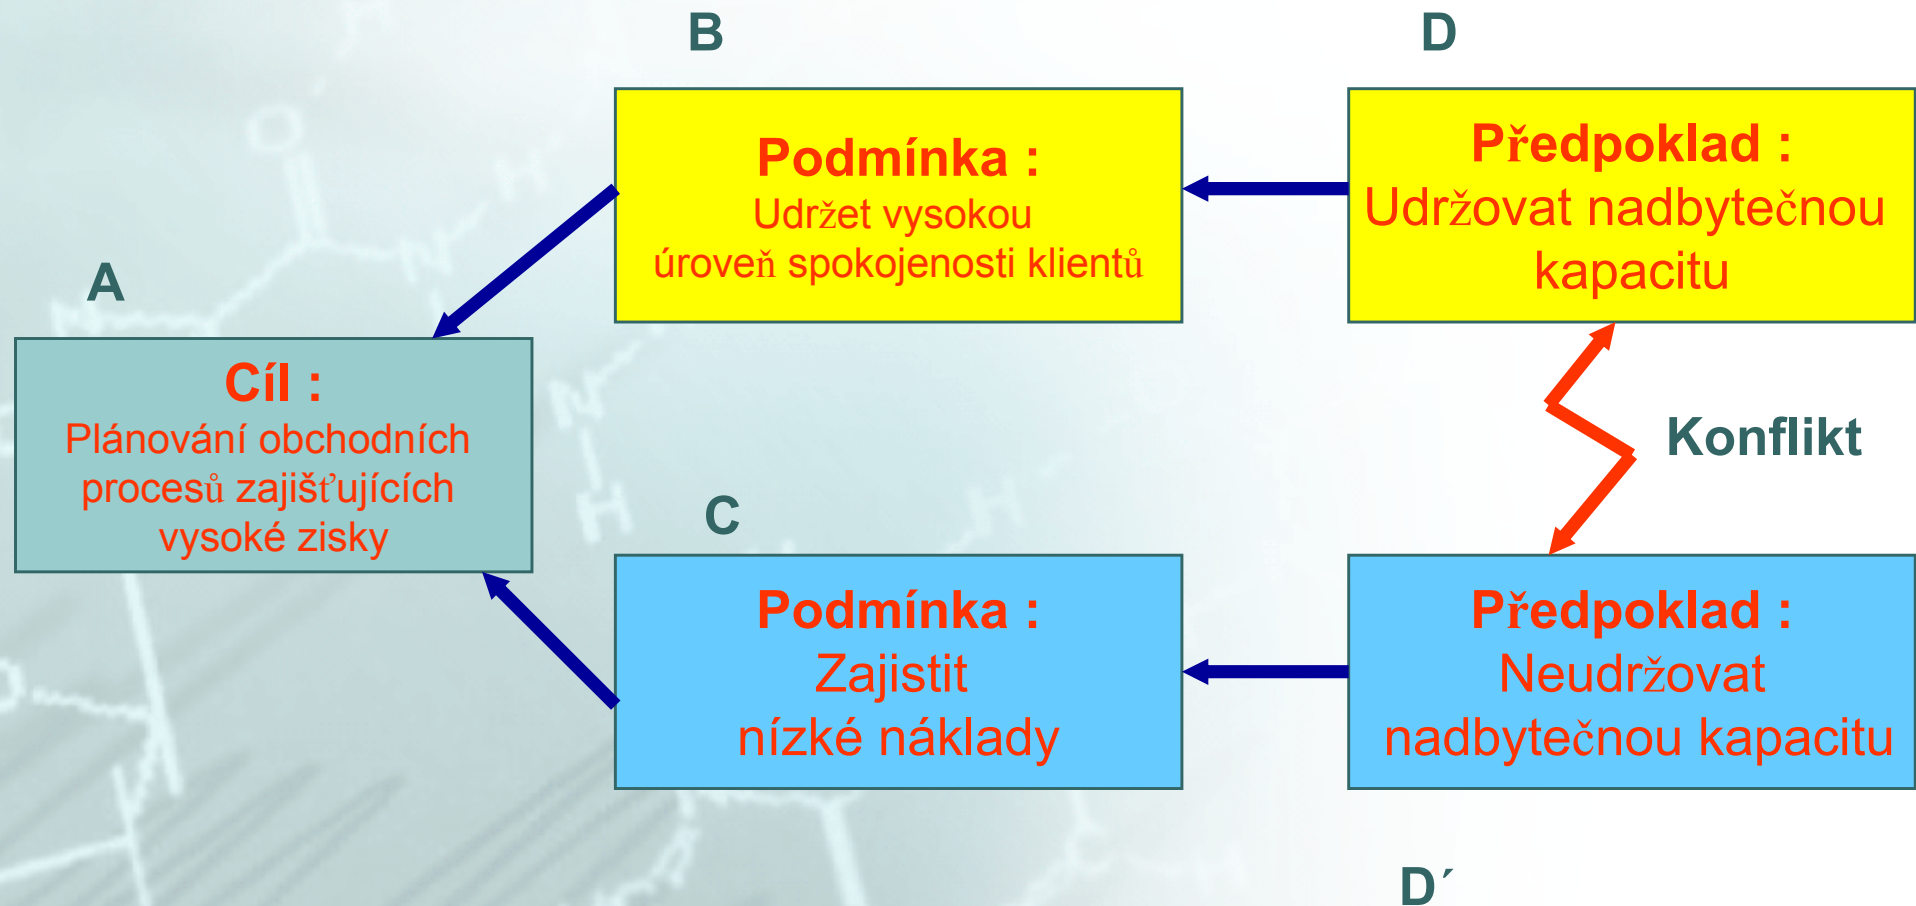 B
D
Podmínka :
Udržet vysokou
úroveň spokojenosti klientů
Předpoklad :
Udržovat nadbytečnou
kapacitu
A
Cíl :
Plánování obchodních
procesů zajišťujících
vysoké zisky
Konflikt
C
Podmínka :
Zajistit
nízké náklady
Předpoklad :
Neudržovat
nadbytečnou kapacitu
D´